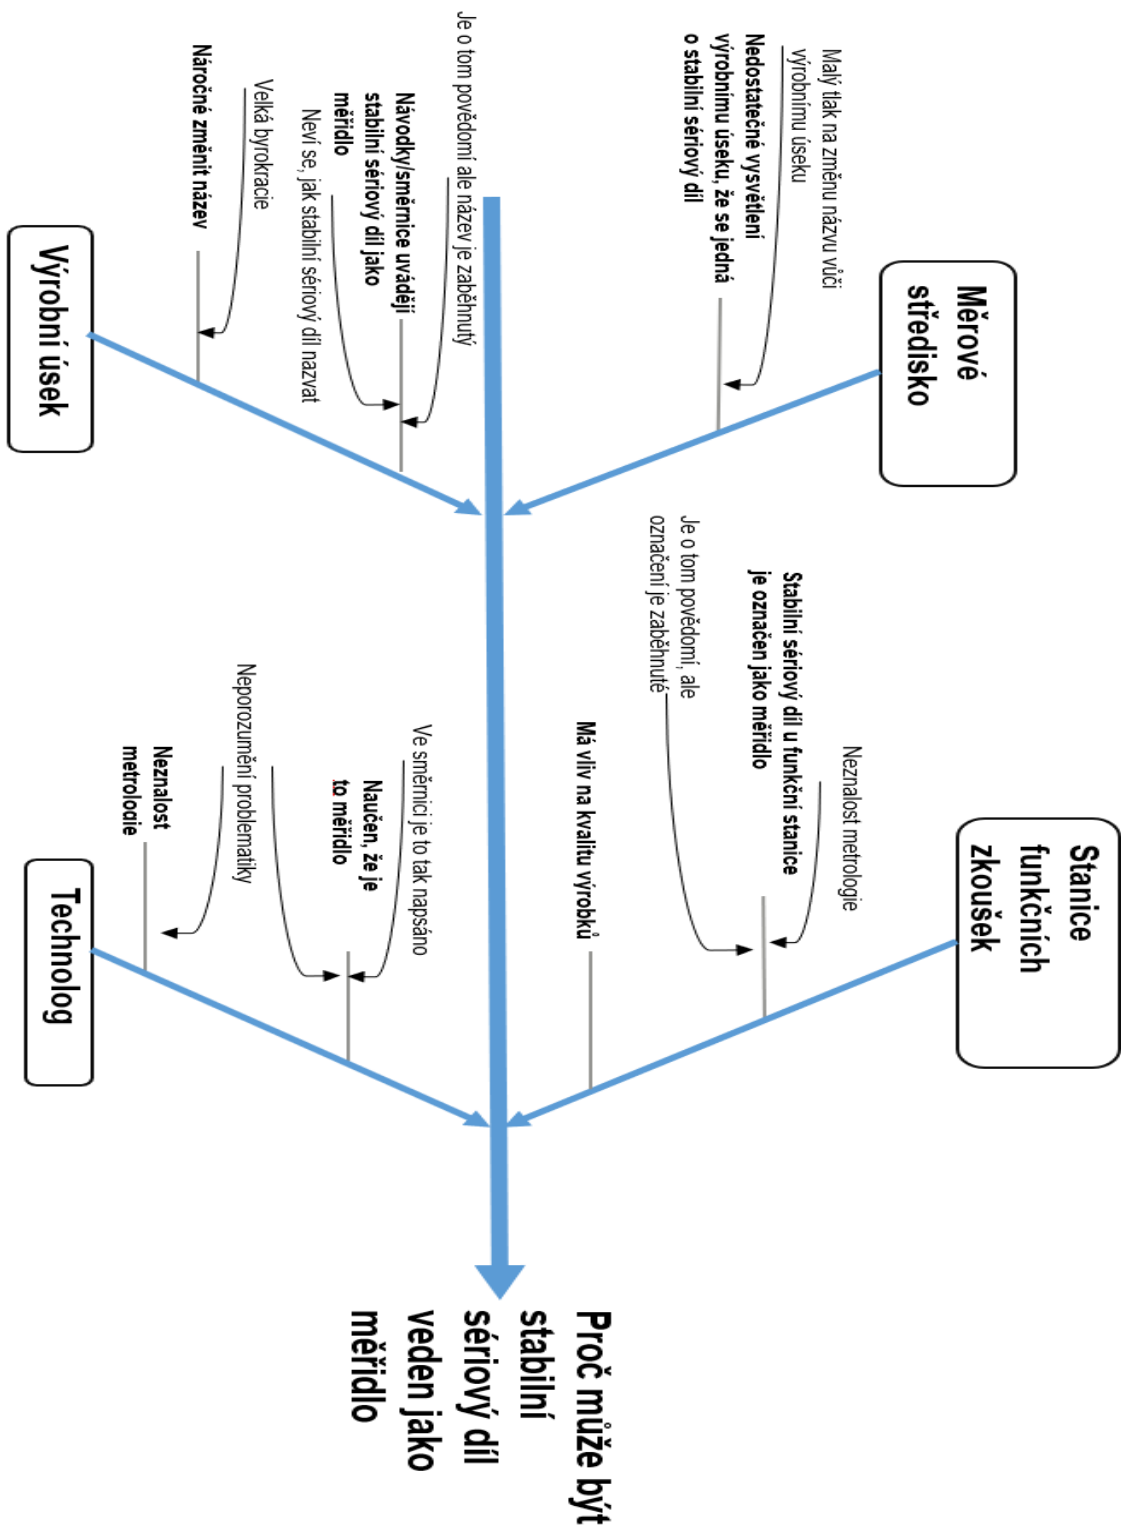 Měrové
středisko
Malý tlak na změnu názvu vůči
výrobnímu úseku
Nedostatečné vysvětlení
výrobnímu úseku, že se jedná
o stabilní sériový díl
Stanice
funkčních
zkoušek
Neznalost metrologie
Stabilní sériový díl u funkční stanice
je označen jako měřidlo
Je o tom povědomí, ale
označení je zaběhnuté
Má vliv na kvalitu výrobků
Proč může být
stabilní
sériový díl
veden jako
měřidlo
Je o tom povědomí ale název je zaběhnutý
Návodky/směrnice uvádějí
stabilní sériový díl jako
měřidlo
Neví se, jak stabilní sériový díl nazvat
Velká byrokracie
Náročné změnit název
Výrobní úsek
Ve směrnici je to tak napsáno
Naučen, že je
to měřidlo
Neporozumění problematiky
Neznalost
metrologie
Technolog